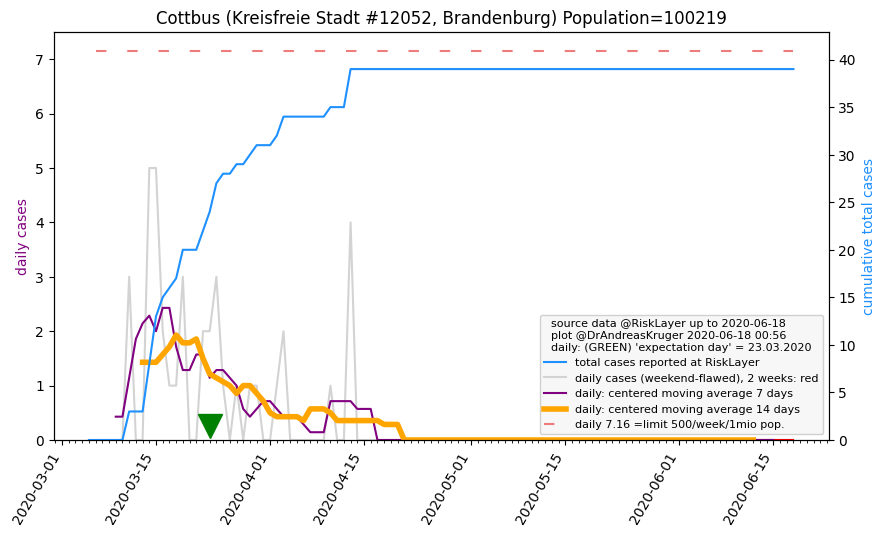 Cottbus (Kreisfreie Stadt #12052, Brandenburg) Population=100219
daily cases
7
6
5
4
3
2
1
0
40
35
30
25
20
15
10
5
0
cumulative total cases
source data @RiskLayer up to 2020-06-18
plot @DrAndreasKruger 2020-06-18 00:56
daily: (GREEN) 'expectation day' = 23.03.2020
total cases reported at RiskLayer
daily cases (weekend-flawed), 2 weeks: red
daily: centered moving average 7 days
daily: centered moving average 14 days
daily 7.16 =limit 500/week/1mio pop.
2020-03-01
2020-03-15
2020-04-01
2020-04-15
2020-05-01
2020-05-15
2020-06-01
2020-06-15